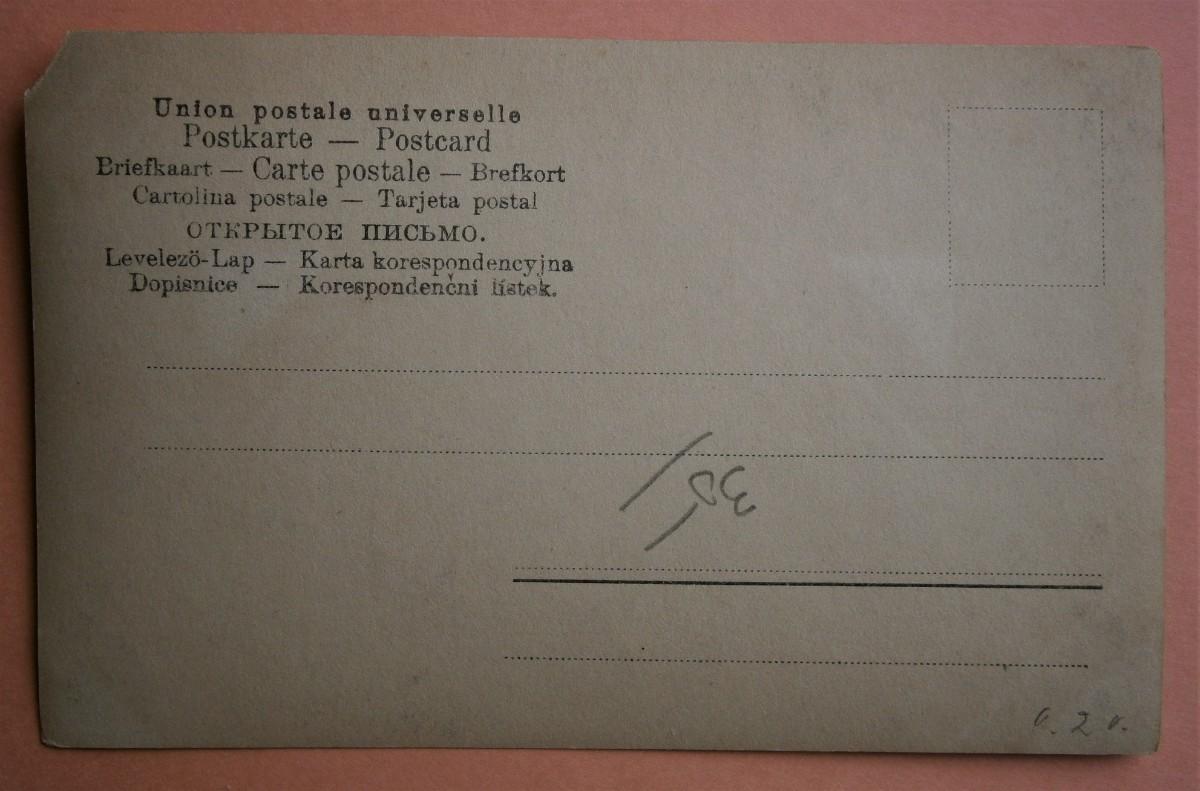 Union postale universelle
Postkarte — Postcard
Briefkaart — Carte postale — Brefkort
Cartolina postale — Tarjeta postal
ОТКРЫТОЕ ПИСЬМО.
Levelező-Lap — Karta korespondencyjna
Dopisnice — Korespondenčni lístek.